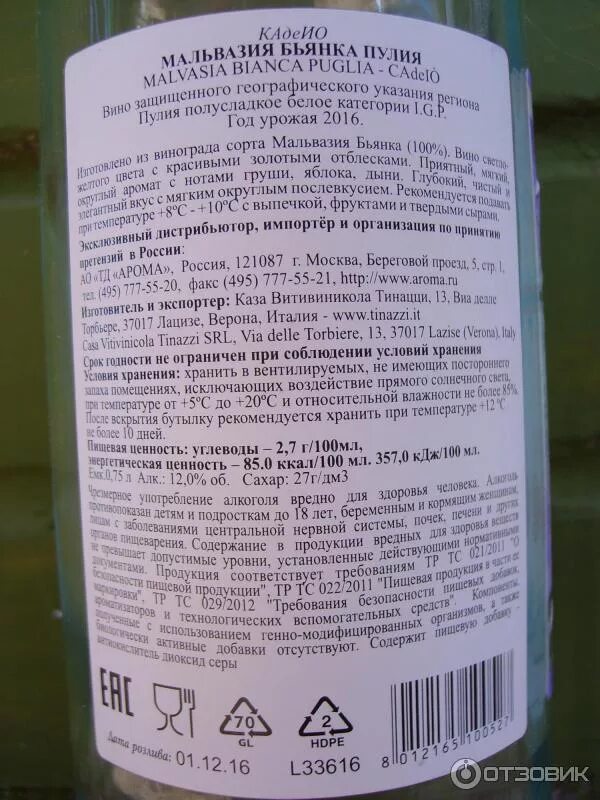 КАдеИО
МАЛЬВАЗИЯ БЬЯНКА ПУЛИЯ
MALVASIA BIANCA PUGLIA - CAdeIÒ
Вино защищенного географического указания региона
Пулия полусладкое белое категории I.G.P.
Год урожая 2016.
Изготовлено из винограда сорта Мальвазия Бьянка (100%). Вино светло-
желтого цвета с красивыми золотыми отблесками. Приятный, мягкий,
округлый аромат с нотами груши, яблока, дыни. Глубокий, чистый и
элегантный вкус с мягким округлым послевкусием. Рекомендуется подавать
при температуре +8°С - +10°С с выпечкой, фруктами и твердыми сырами.
Эксклюзивный дистрибьютор, импортёр и организация по принятию
претензий в России:
АО «ТД «АРОМА», Россия, 121087 г. Москва, Береговой проезд, 5, стр. 1,
тел. (495) 777-55-20, факс (495) 777-55-21, http://www.aroma.ru
Изготовитель и экспортер: Каза Витивиникола Тинацци, 13, Виа делле
Торбьере, 37017 Лацизе, Верона, Италия - www.tinazzi.it
Casa Vitivinicola Tinazzi SRL, Via delle Torbiere, 13, 37017 Lazise (Verona), Italy
Срок годности не ограничен при соблюдении условий хранения
Условия хранения: хранить в вентилируемых, не имеющих постороннего
запаха помещениях, исключающих воздействие прямого солнечного света,
при температуре от +5°С до +20°С и относительной влажности не более 85%.
После вскрытия бутылку рекомендуется хранить при температуре +12 °С
не более 10 дней.
Пищевая ценность: углеводы – 2,7 г/100мл,
энергетическая ценность – 85.0 ккал/100 мл. 357,0 кДж/100 мл.
Емк.0,75 л Алк.: 12,0% об. Сахар: 27г/дм3
Чрезмерное употребление алкоголя вредно для здоровья человека. Алкоголь
противопоказан детям и подросткам до 18 лет, беременным и кормящим женщинам,
лицам с заболеваниями центральной нервной системы, почек, печени и других
органов пищеварения. Содержание в продукции вредных для здоровья веществ
не превышает допустимые уровни, установленные действующими нормативными
документами. Продукция соответствует требованиям ТР ТС 021/2011 "О
безопасности пищевой продукции", ТР ТС 022/2011 "Пищевая продукция в части ее
маркировки", ТР ТС 029/2012 "Требования безопасности пищевых добавок,
ароматизаторов и технологических вспомогательных средств". Компоненты,
полученные с использованием генно-модифицированных организмов, а также
биологически активные добавки отсутствуют. Содержит пищевую добавку -
антиокислитель диоксид серы
EAC
70
GL
2
HDPE
Дата розлива: 01.12.16 L33616
8 012165 100527
ОТЗОВИК